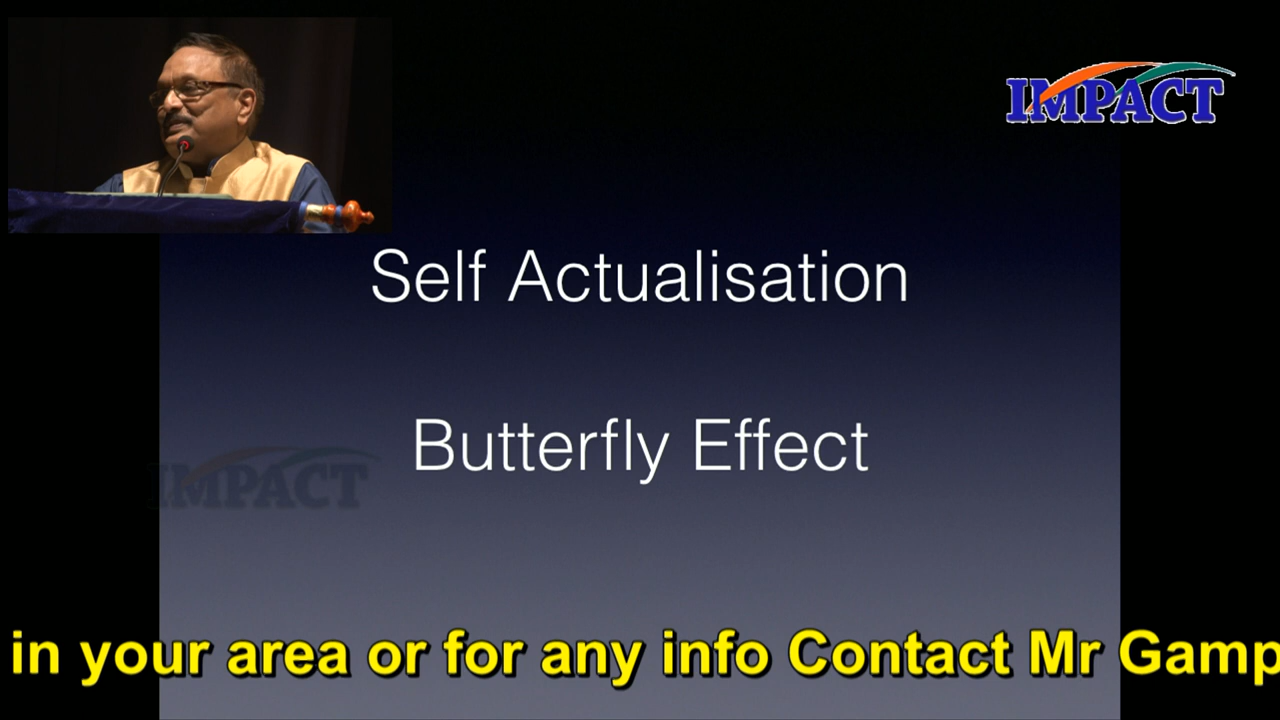 IMPACT
Self Actualisation
Butterfly Effect
IMPACT
in your area or for any info Contact Mr Gamp